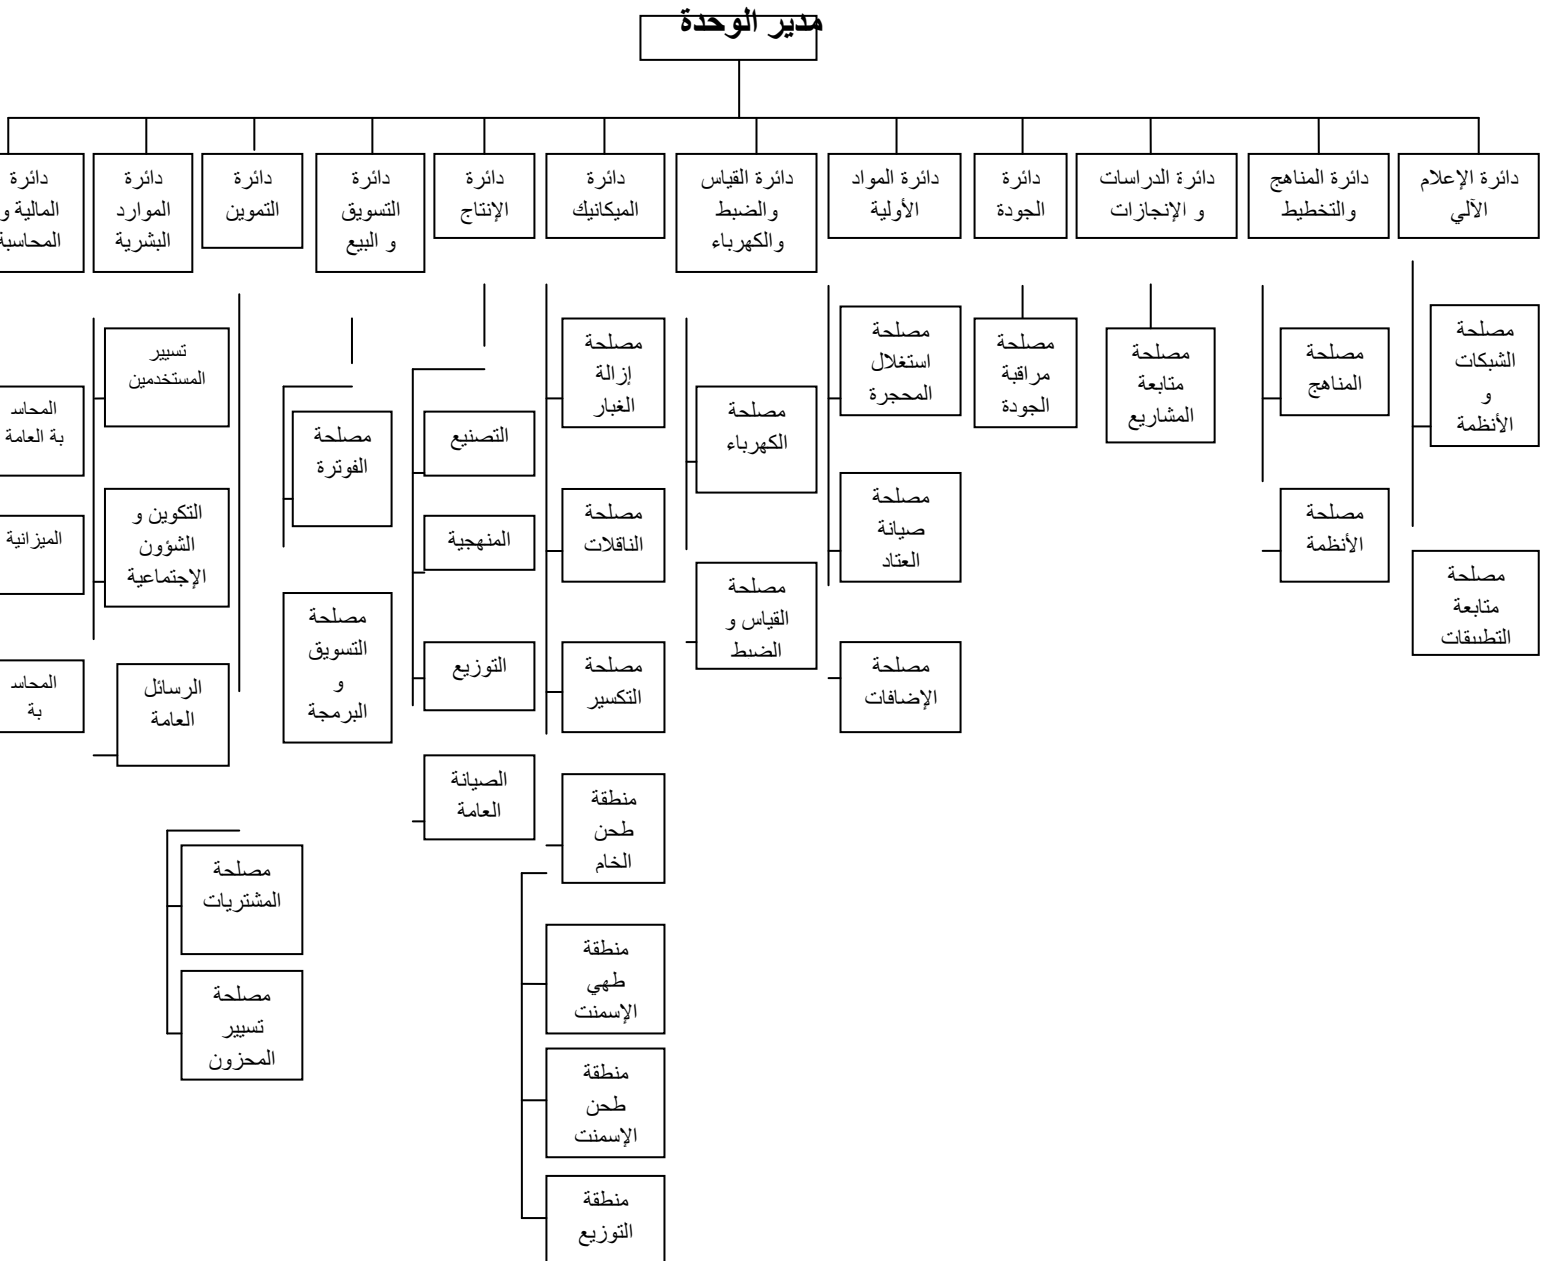 مدير الوحدة
دائرة الإعلام
الآلي
دائرة المناهج
والتخطيط
دائرة الدراسات
و الإنجازات
دائرة
الجودة
دائرة المواد
الأولية
دائرة القياس
والضبط
والكهرباء
دائرة
الميكانيك
دائرة
الإنتاج
دائرة
التسويق
و البيع
دائرة
التموين
دائرة
الموارد
البشرية
دائرة
المالية و
المحاسبة
مصلحة
الشبكات
و
الأنظمة
مصلحة
متابعة
التطبيقات
مصلحة
المناهج
مصلحة
الأنظمة
مصلحة
متابعة
المشاريع
مصلحة
مراقبة
الجودة
مصلحة
استغلال
المحجرة
مصلحة
صيانة
العتاد
مصلحة
الإضافات
مصلحة
الكهرباء
مصلحة
القياس و
الضبط
مصلحة
إزالة
الغبار
مصلحة
الناقلات
مصلحة
التكسير
منطقة
طحن
الخام
منطقة
طهي
الإسمنت
منطقة
طحن
الإسمنت
منطقة
التوزيع
التصنيع
المنهجية
التوزيع
الصيانة
العامة
مصلحة
الفوترة
مصلحة
التسويق
و
البرمجة
مصلحة
المشتريات
مصلحة
تسيير
المخزون
تسيير
المستخدمين
التكوين و
الشؤون
الإجتماعية
الرسائل
العامة
المحاسد
بة العامة
الميزانية
المحاسد
بة